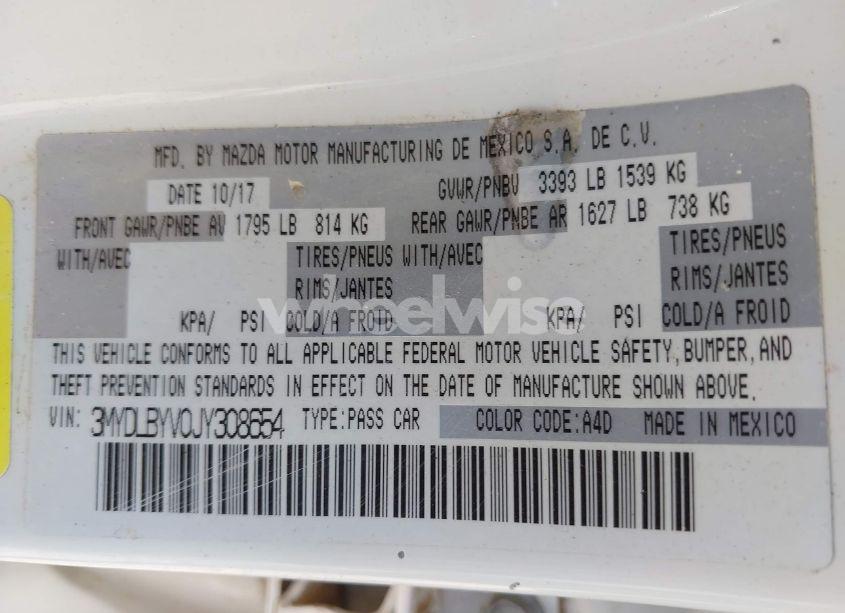 MFD. BY MAZDA MOTOR MANUFACTURING DE MEXICO S.A. DE C.V.
DATE 10/17 GVWR/PNBV 3393 LB 1539 KG
FRONT GAWR/PNBE AV 1795 LB 814 KG REAR GAWR/PNBE AR 1627 LB 738 KG
WITH/AVEC TIRES/PNEUS WITH/AVEC TIRES/PNEUS
RIMS/JANTES RIMS/JANTES
KPA/ PSI COLD/A FROID KPA/ PSI COLD/A FROID
wheelwise
THIS VEHICLE CONFORMS TO ALL APPLICABLE FEDERAL MOTOR VEHICLE SAFETY, BUMPER, AND
THEFT PREVENTION STANDARDS IN EFFECT ON THE DATE OF MANUFACTURE SHOWN ABOVE.
VIN: 3MYDLBYV0JY308654 TYPE:PASS CAR COLOR CODE:A4D MADE IN MEXICO